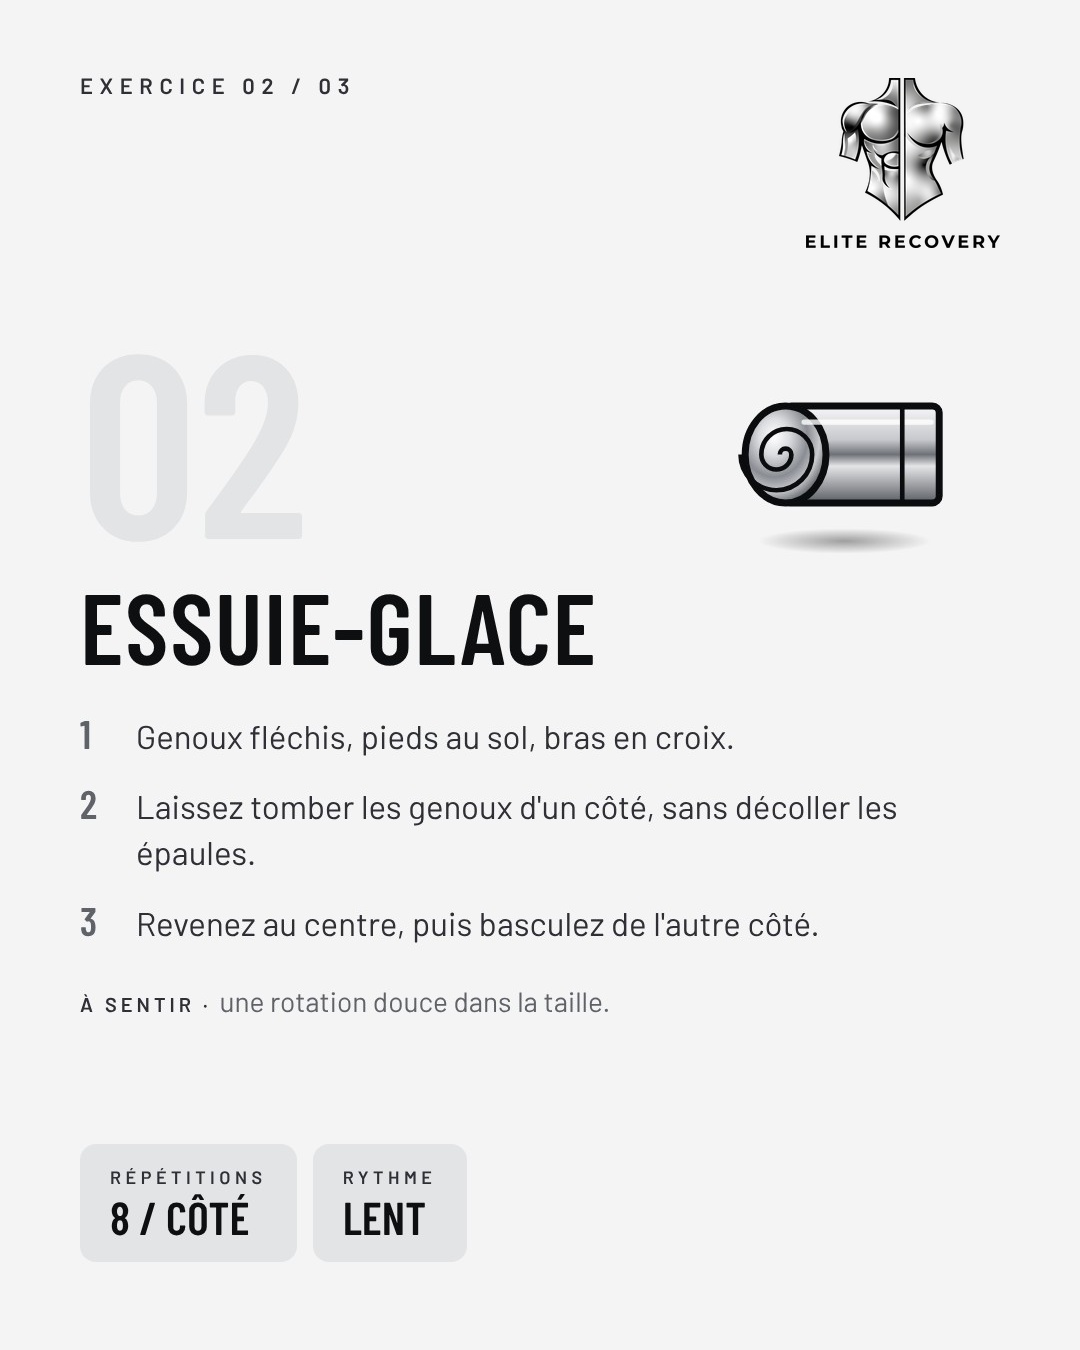 EXERCICE 02 / 03
ELITE RECOVERY
02
ESSUIE-GLACE
1 Genoux fléchis, pieds au sol, bras en croix.
2 Laissez tomber les genoux d'un côté, sans décoller les
épaules.
3 Revenez au centre, puis basculez de l'autre côté.
À SENTIR · une rotation douce dans la taille.
RÉPÉTITIONS
8 / CÔTÉ
RYTHME
LENT